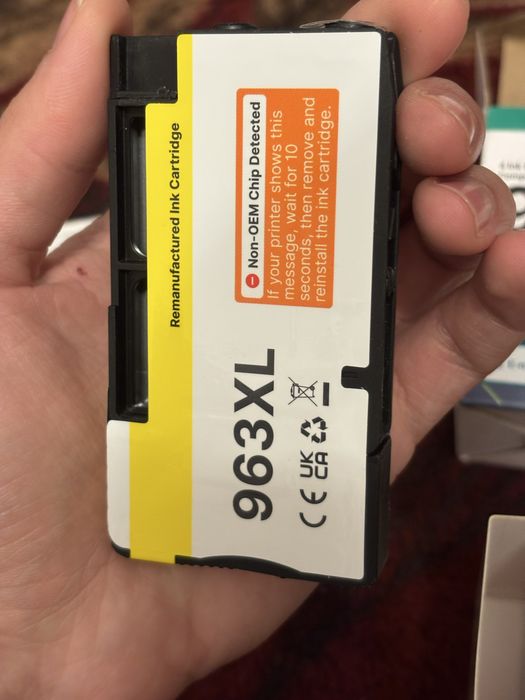 Remanufactured Ink Cartridge
Non-OEM Chip Detected
If your printer shows this
message, wait for 10
seconds, then remove and
reinstall the ink cartridge.
963XL
CE UK
CA